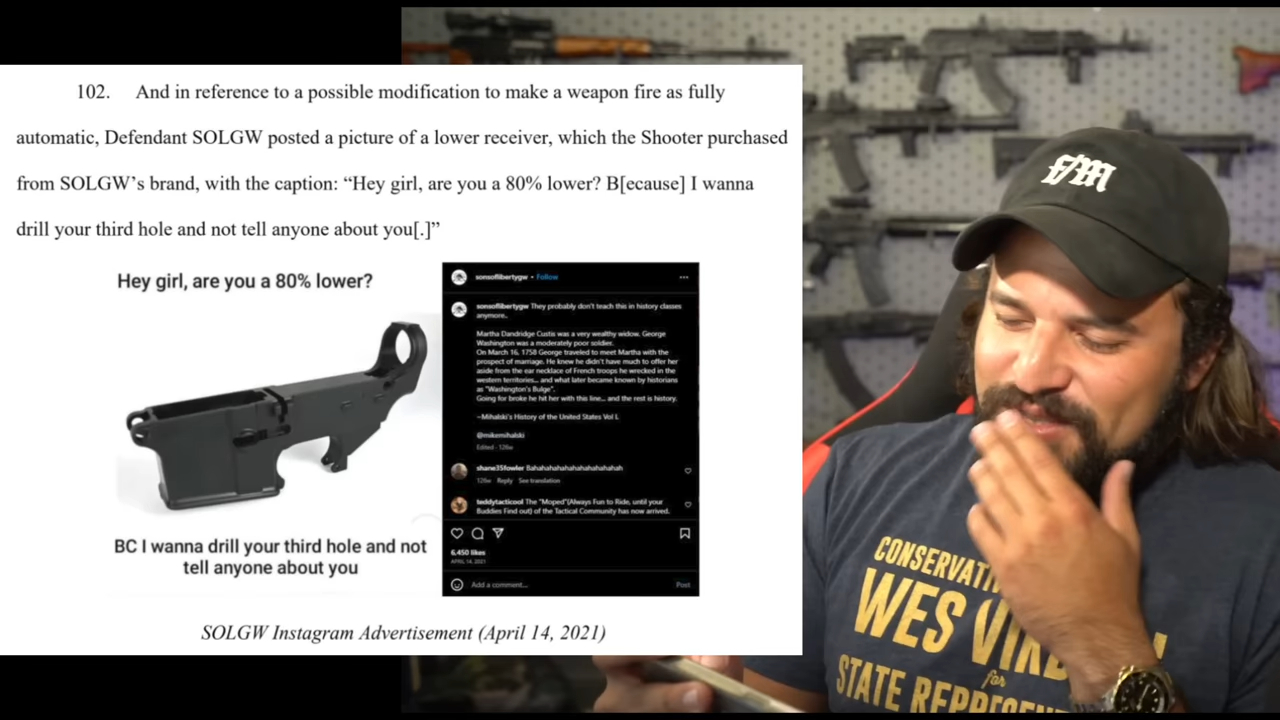 102. And in reference to a possible modification to make a weapon fire as fully
automatic, Defendant SOLGW posted a picture of a lower receiver, which the Shooter purchased
from SOLGW’s brand, with the caption: “Hey girl, are you a 80% lower? B[ecause] I wanna
drill your third hole and not tell anyone about you[.]”
Hey girl, are you a 80% lower?
BC I wanna drill your third hole and not
tell anyone about you
sonsoflibertygw • Follow
sonsoflibertygw They probably don't teach this in history classes
anymore..
Martha Dandridge Custis was a very wealthy widow. George
Washington was a moderately poor soldier.
On March 16, 1758 George traveled to meet Martha with the
prospect of marriage. He knew he didn't have much to offer her
aside from the ear necklace of French troops he wrecked in the
western territories... and what later became known by historians
as "Washington's Bulge".
Going for broke he hit her with this line... and the rest is history.
~Mihalski's History of the United States Vol I.
@mikemihalski
Edited · 126w
shane35fowler Bahahahahahahahahahahah
126w Reply See translation
teddytacticool The "Moped"(Always Fun to Ride, until your
Buddies Find out) of the Tactical Community has now arrived.
6,450 likes
APRIL 14, 2021
Add a comment...
Post
SOLGW Instagram Advertisement (April 14, 2021)
CONSERVATI
WES
for
STATE